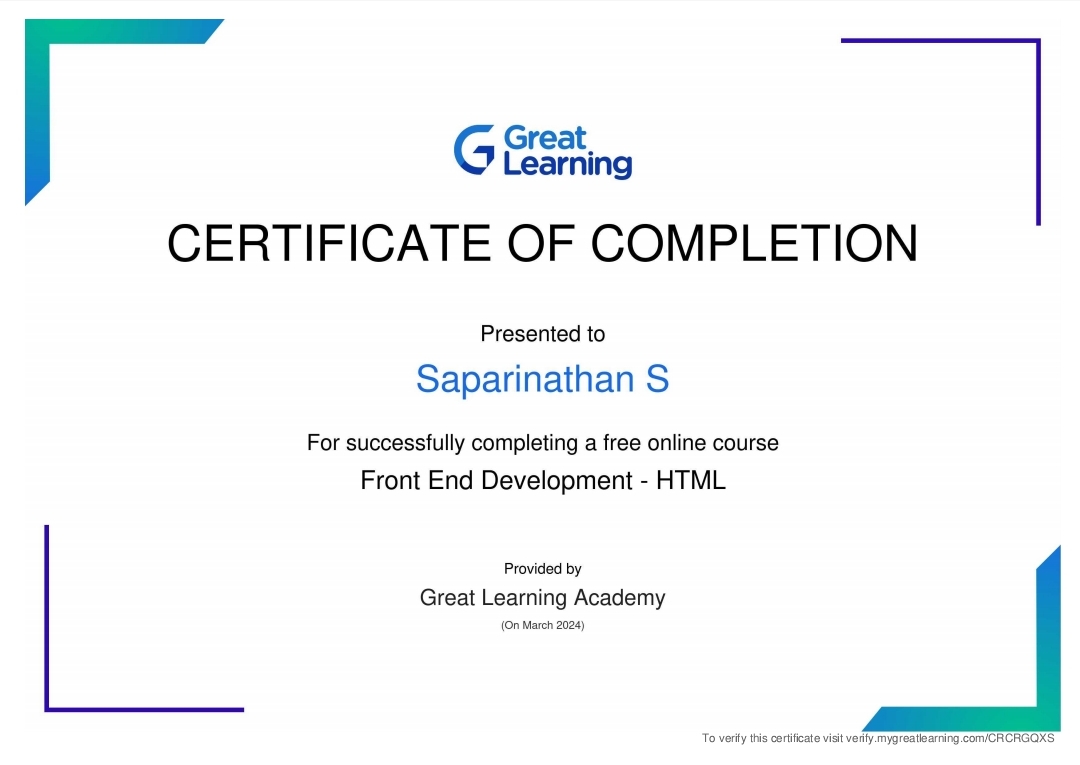 Great
Learning
CERTIFICATE OF COMPLETION
Presented to
Saparinathan S
For successfully completing a free online course
Front End Development - HTML
Provided by
Great Learning Academy
(On March 2024)
To verify this certificate visit verify.mygreatlearning.com/CRCRGQXS